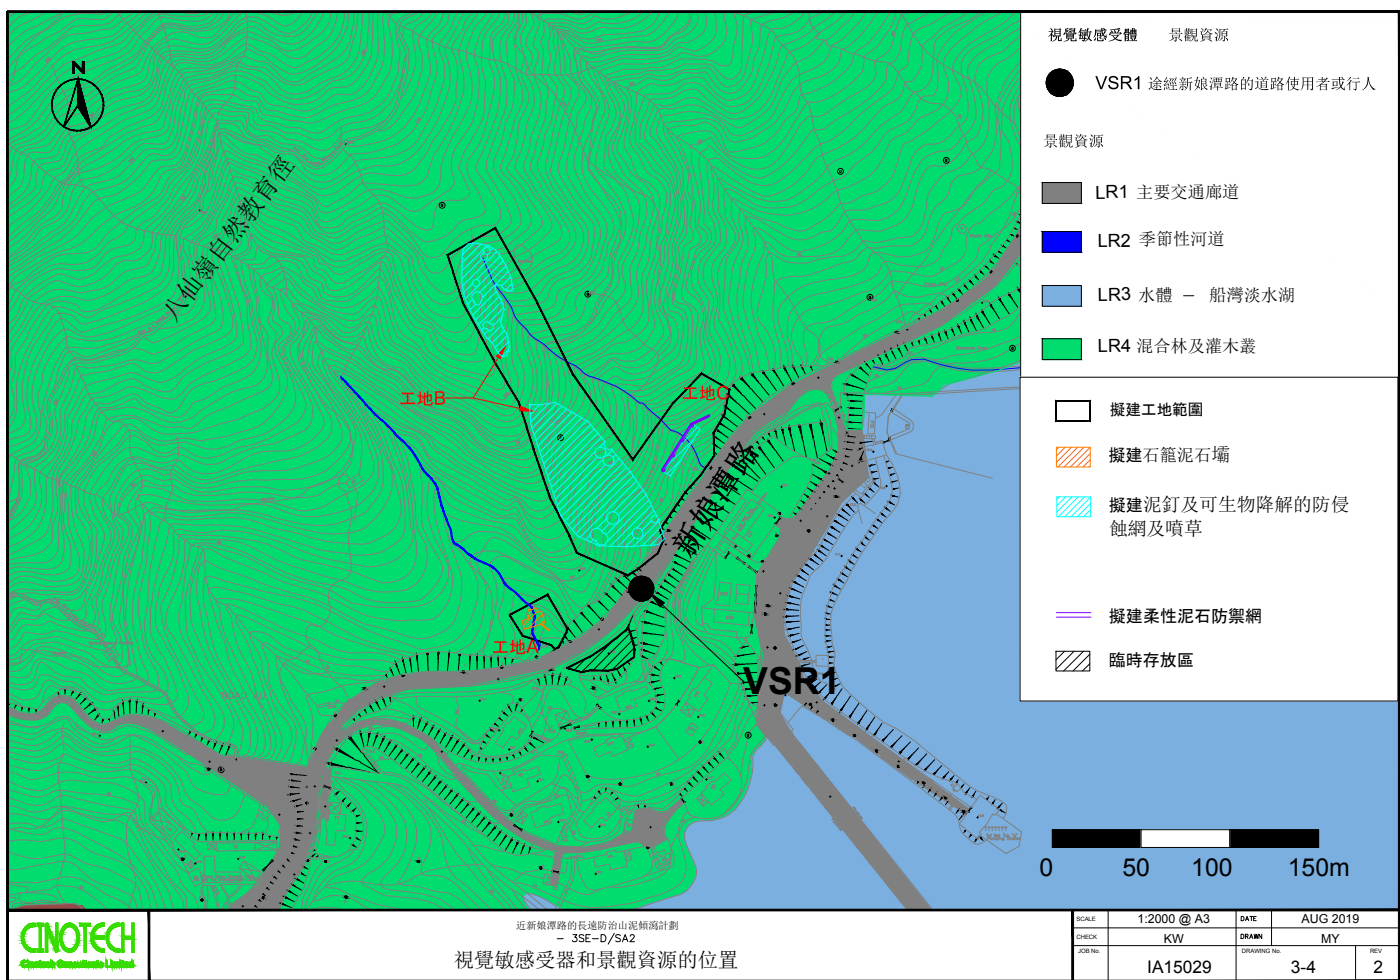 N
八仙嶺自然教育徑
工地B
工地C
新娘潭路
工地A
VSR1
視覺敏感受體 景觀資源
VSR1 途經新娘潭路的道路使用者或行人
景觀資源
LR1 主要交通廊道
LR2 季節性河道
LR3 水體 – 船灣淡水湖
LR4 混合林及灌木叢
擬建工地範圍
擬建石籠泥石壩
擬建泥釘及可生物降解的防侵
蝕網及噴草
擬建柔性泥石防禦網
臨時存放區
0 50 100 150m
CINOTECH
Cinotech Consultants Limited
近新娘潭路的長遠防治山泥傾瀉計劃
– 3SE-D/SA2
視覺敏感受器和景觀資源的位置
SCALE 1:2000 @ A3 DATE AUG 2019
CHECK KW DRAWN MY
JOB No. IA15029 DRAWING No. 3-4 REV 2